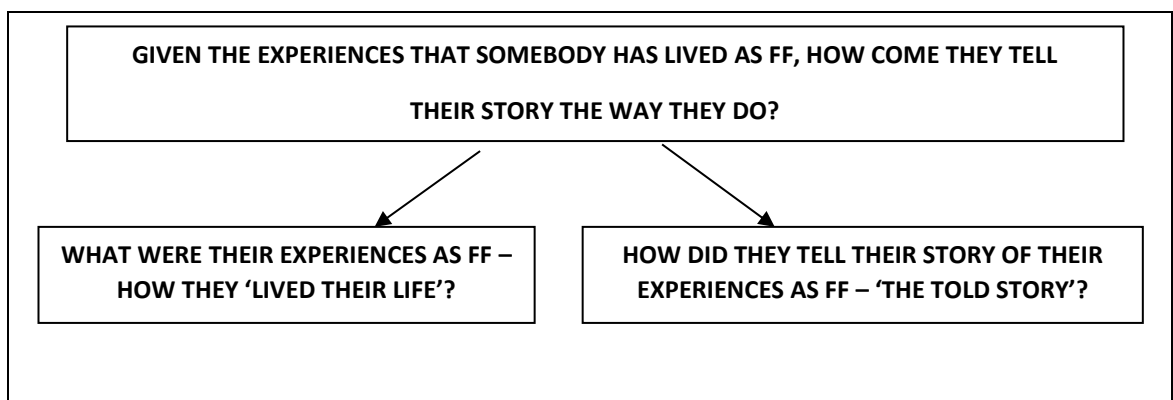 GIVEN THE EXPERIENCES THAT SOMEBODY HAS LIVED AS FF, HOW COME THEY TELL
THEIR STORY THE WAY THEY DO?
WHAT WERE THEIR EXPERIENCES AS FF –
HOW THEY ‘LIVED THEIR LIFE’?
HOW DID THEY TELL THEIR STORY OF THEIR
EXPERIENCES AS FF – ‘THE TOLD STORY’?